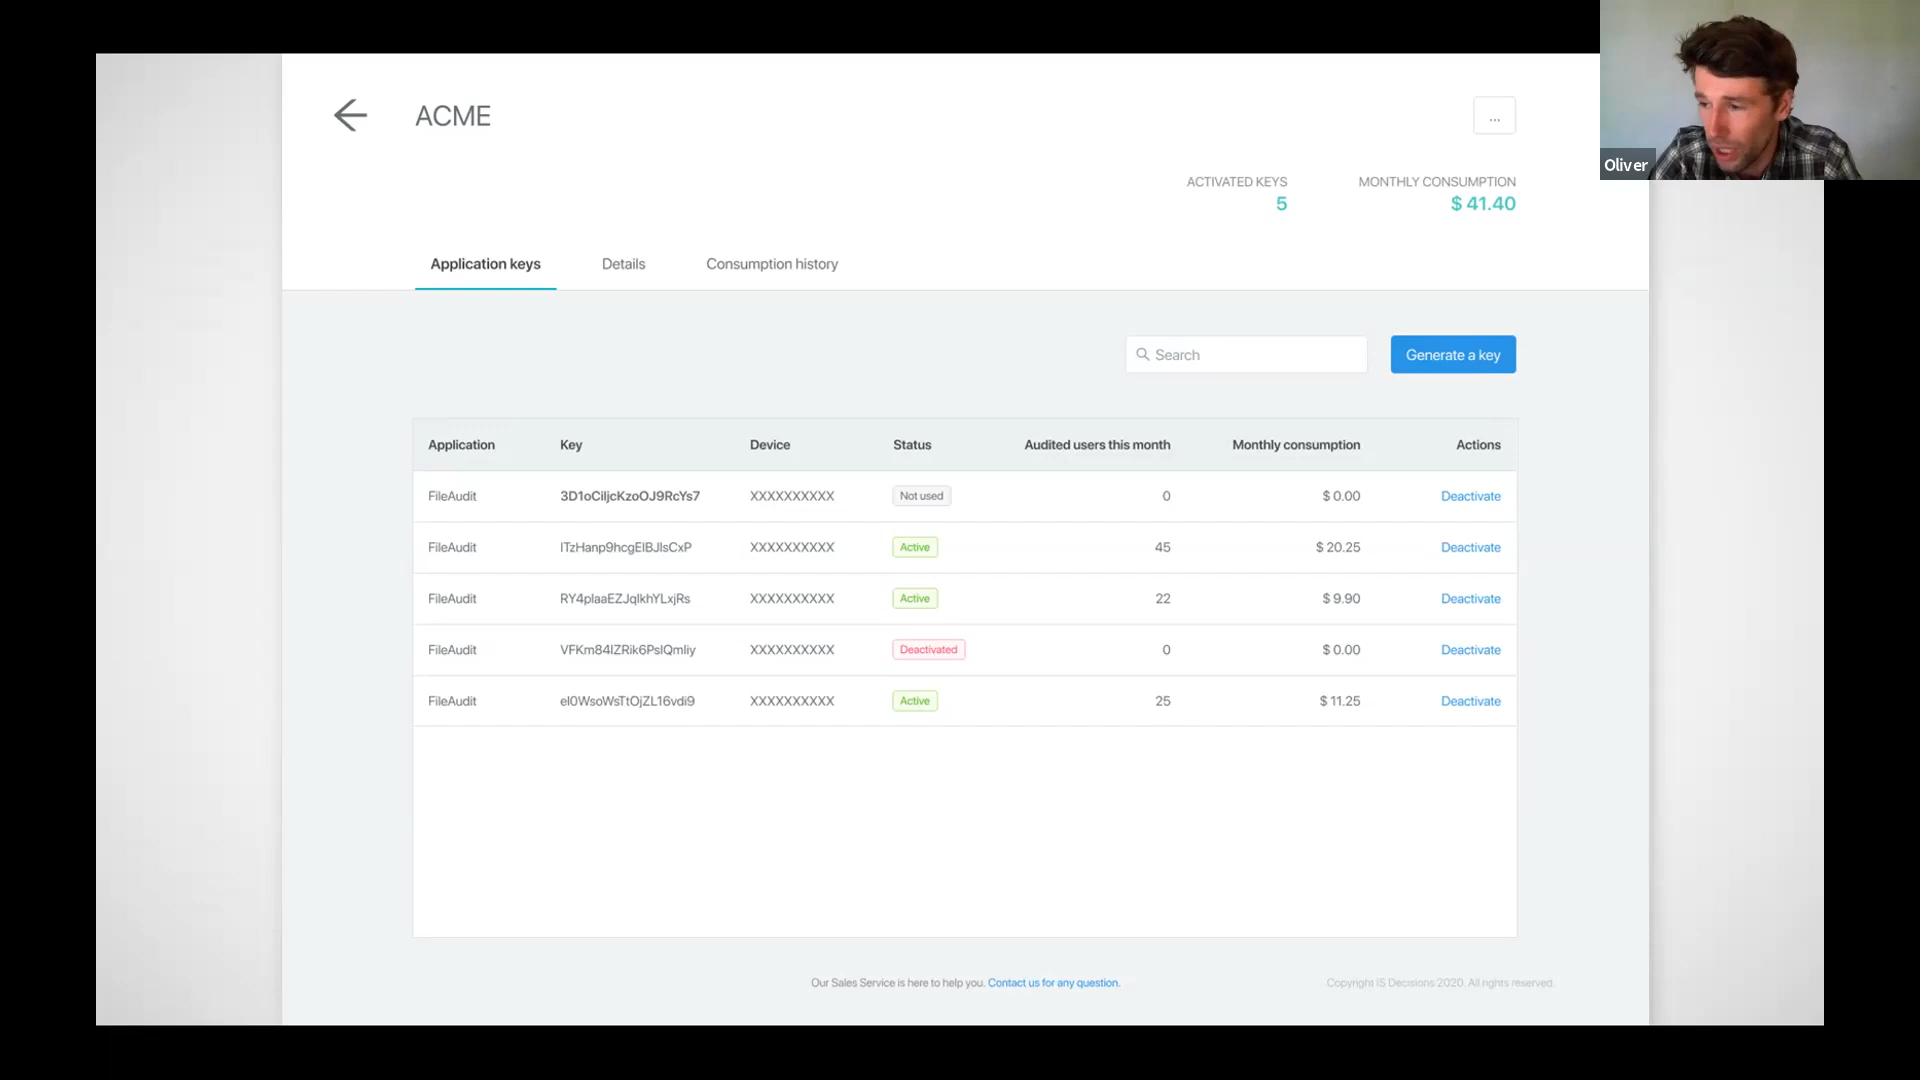 ACME
...
Oliver
ACTIVATED KEYS
5
MONTHLY CONSUMPTION
$ 41.40
Application keys Details Consumption history
Search
Generate a key
Application Key Device Status Audited users this month Monthly consumption Actions
FileAudit 3D1oCiljcKzoOJ9RcYs7 XXXXXXXXXX Not used 0 $ 0.00 Deactivate
FileAudit ITzHanp9hcgEIBJIsCxP XXXXXXXXXX Active 45 $ 20.25 Deactivate
FileAudit RY4plaaEZJqlkhYLxjRs XXXXXXXXXX Active 22 $ 9.90 Deactivate
FileAudit VFKm84IZRik6PsIQmliy XXXXXXXXXX Deactivated 0 $ 0.00 Deactivate
FileAudit eI0WsoWsTtOjZL16vdi9 XXXXXXXXXX Active 25 $ 11.25 Deactivate
Our Sales Service is here to help you. Contact us for any question.
Copyright IS Decisions 2020. All rights reserved.